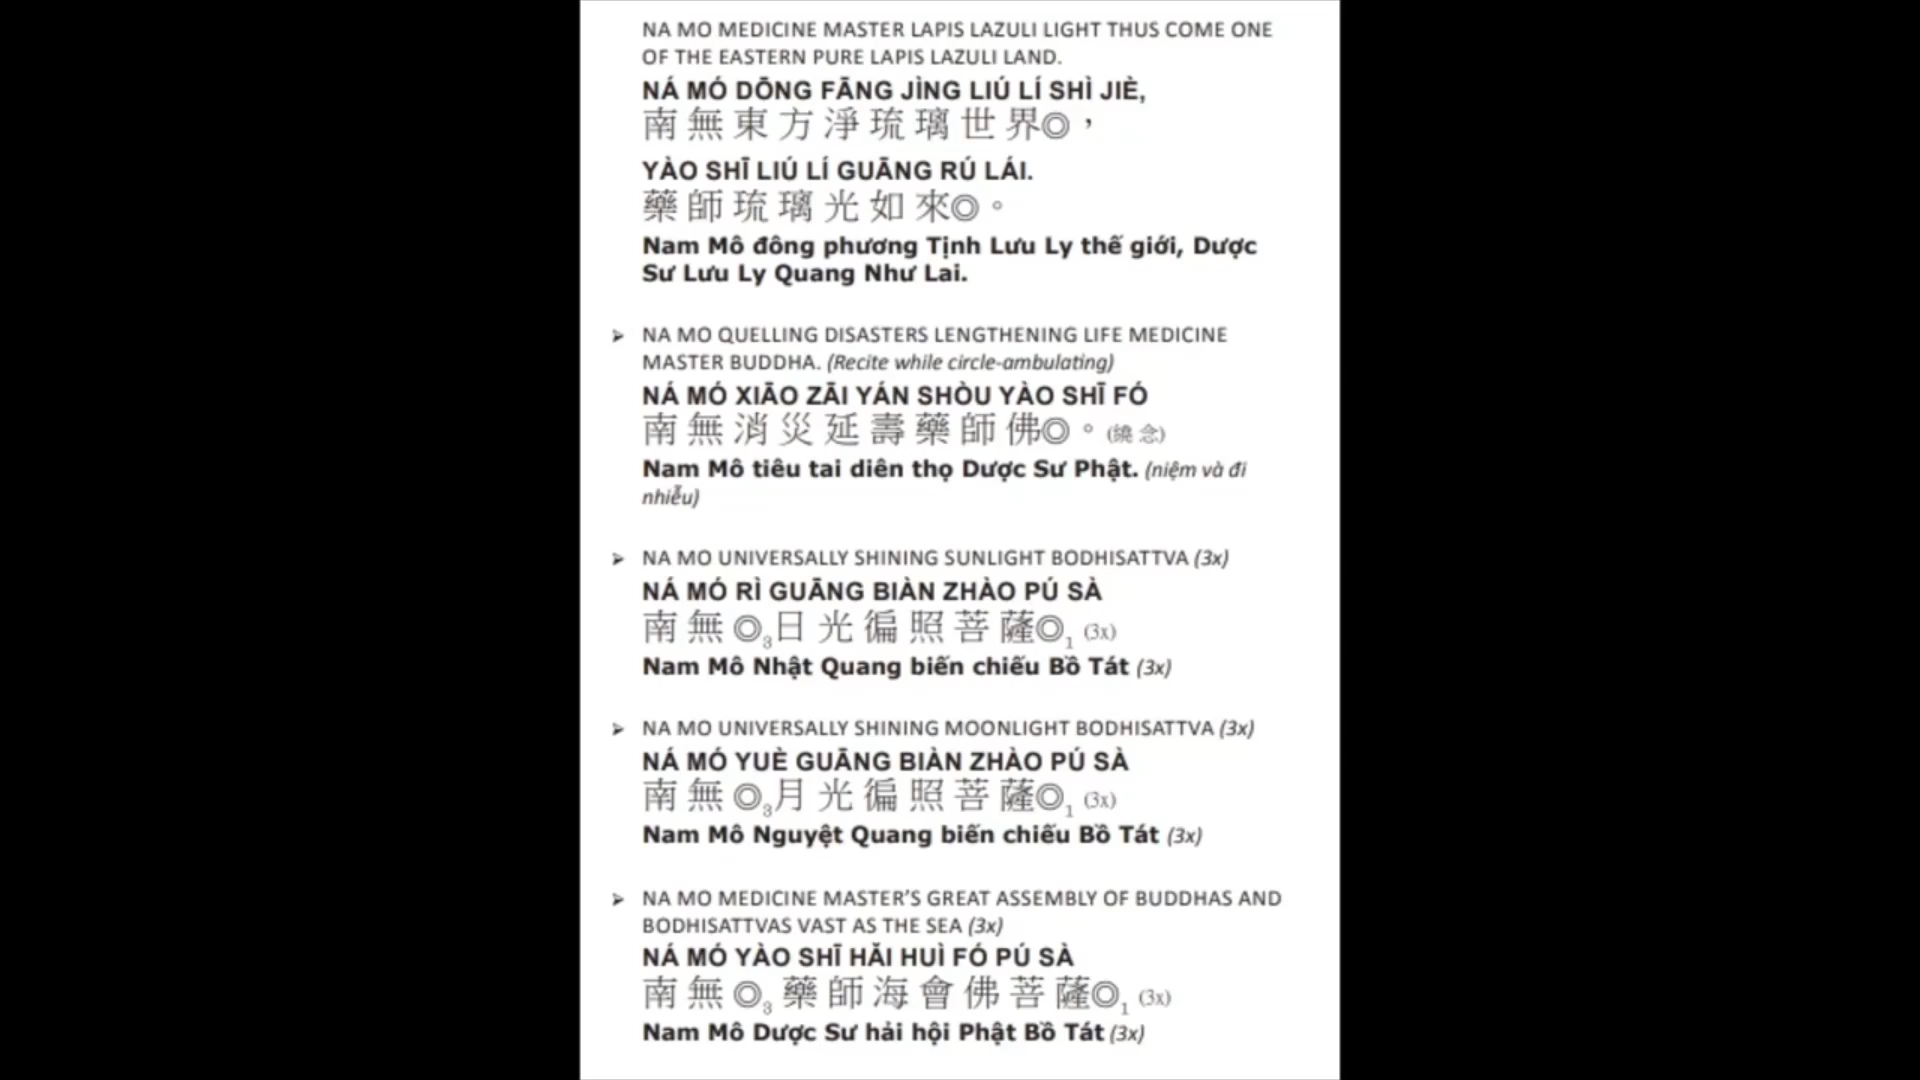 NA MO MEDICINE MASTER LAPIS LAZULI LIGHT THUS COME ONE
OF THE EASTERN PURE LAPIS LAZULI LAND.
NÁ MÓ DŌNG FĀNG JÌNG LIÚ LÍ SHÌ JIÈ,
南無東方淨琉璃世界◎，
YÀO SHĪ LIÚ LÍ GUĀNG RÚ LÁI.
藥師琉璃光如來◎。
Nam Mô đông phương Tịnh Lưu Ly thế giới, Dược
Sư Lưu Ly Quang Như Lai.
➢ NA MO QUELLING DISASTERS LENGTHENING LIFE MEDICINE
MASTER BUDDHA. (Recite while circle-ambulating)
NÁ MÓ XIĀO ZĀI YÁN SHÒU YÀO SHĪ FÓ
南無消災延壽藥師佛◎。(繞念)
Nam Mô tiêu tai diên thọ Dược Sư Phật. (niệm và đi
nhiễu)
➢ NA MO UNIVERSALLY SHINING SUNLIGHT BODHISATTVA (3x)
NÁ MÓ RÌ GUĀNG BIÀN ZHÀO PÚ SÀ
南無◎3日光徧照菩薩◎1 (3x)
Nam Mô Nhật Quang biến chiếu Bồ Tát (3x)
➢ NA MO UNIVERSALLY SHINING MOONLIGHT BODHISATTVA (3x)
NÁ MÓ YUÈ GUĀNG BIÀN ZHÀO PÚ SÀ
南無◎3月光徧照菩薩◎1 (3x)
Nam Mô Nguyệt Quang biến chiếu Bồ Tát (3x)
➢ NA MO MEDICINE MASTER’S GREAT ASSEMBLY OF BUDDHAS AND
BODHISATTVAS VAST AS THE SEA (3x)
NÁ MÓ YÀO SHĪ HǍI HUÌ FÓ PÚ SÀ
南無◎3藥師海會佛菩薩◎1 (3x)
Nam Mô Dược Sư hải hội Phật Bồ Tát (3x)